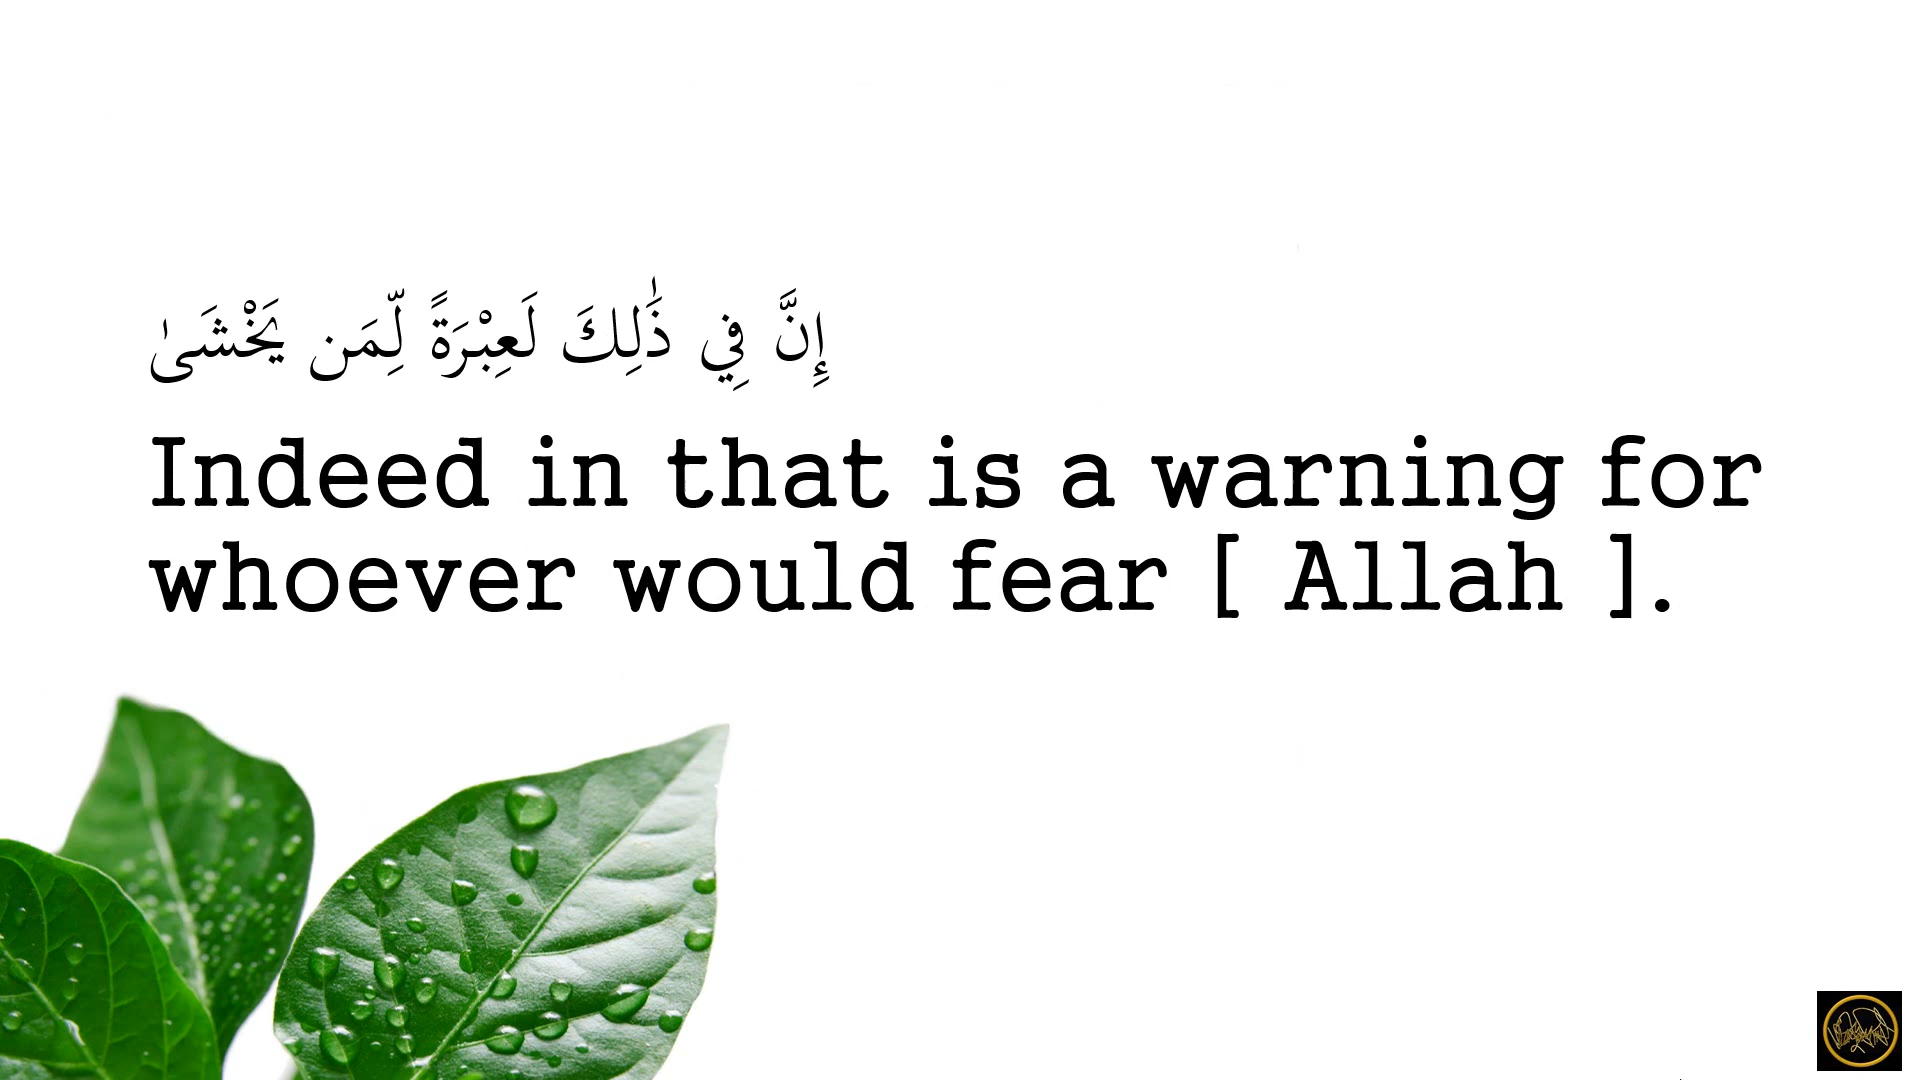 إِنَّ فِي ذَٰلِكَ لَعِبْرَةً لِّمَن يَخْشَىٰ
Indeed in that is a warning for
whoever would fear [ Allah ].